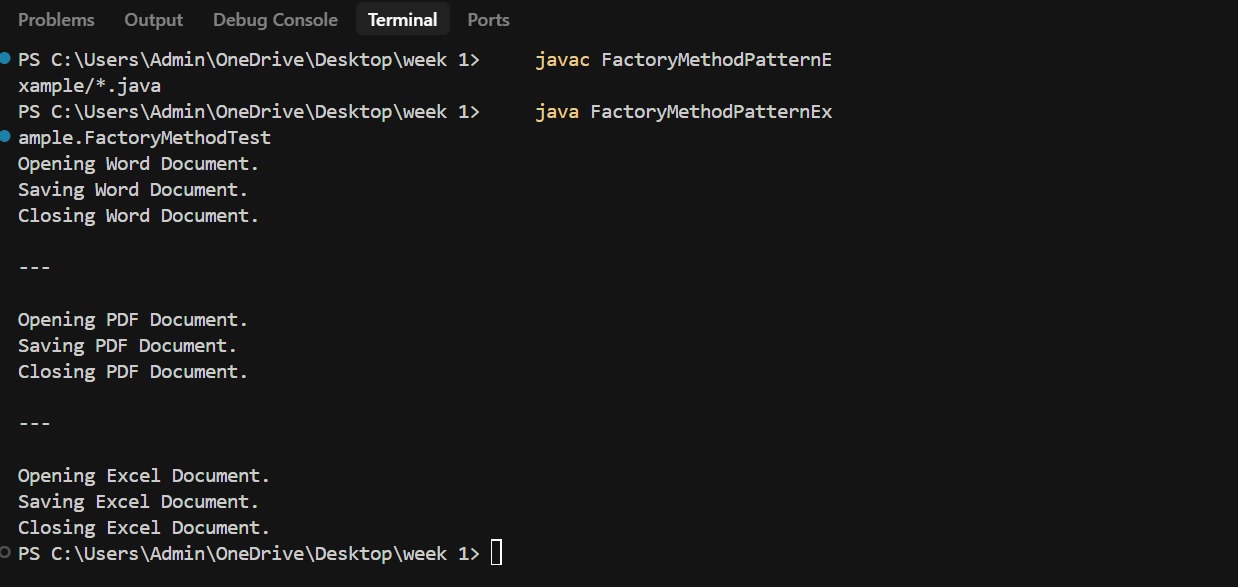 Problems Output Debug Console Terminal Ports
PS C:\Users\Admin\OneDrive\Desktop\week 1>     javac FactoryMethodPatternE
xample/*.java
PS C:\Users\Admin\OneDrive\Desktop\week 1>     java FactoryMethodPatternEx
ample.FactoryMethodTest
Opening Word Document.
Saving Word Document.
Closing Word Document.

---

Opening PDF Document.
Saving PDF Document.
Closing PDF Document.

---

Opening Excel Document.
Saving Excel Document.
Closing Excel Document.
PS C:\Users\Admin\OneDrive\Desktop\week 1>